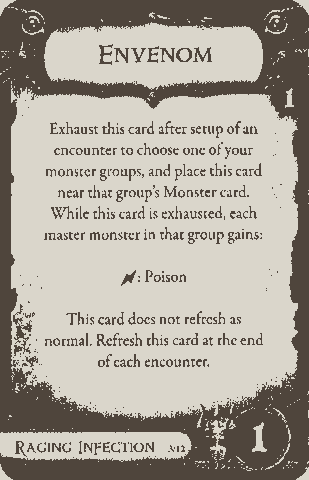 ENVENOM
1
Exhaust this card after setup of an
encounter to choose one of your
monster groups, and place this card
near that group's Monster card.
While this card is exhausted, each
master monster in that group gains:
: Poison
This card does not refresh as
normal. Refresh this card at the end
of each encounter.
RAGING INFECTION 3/12
1